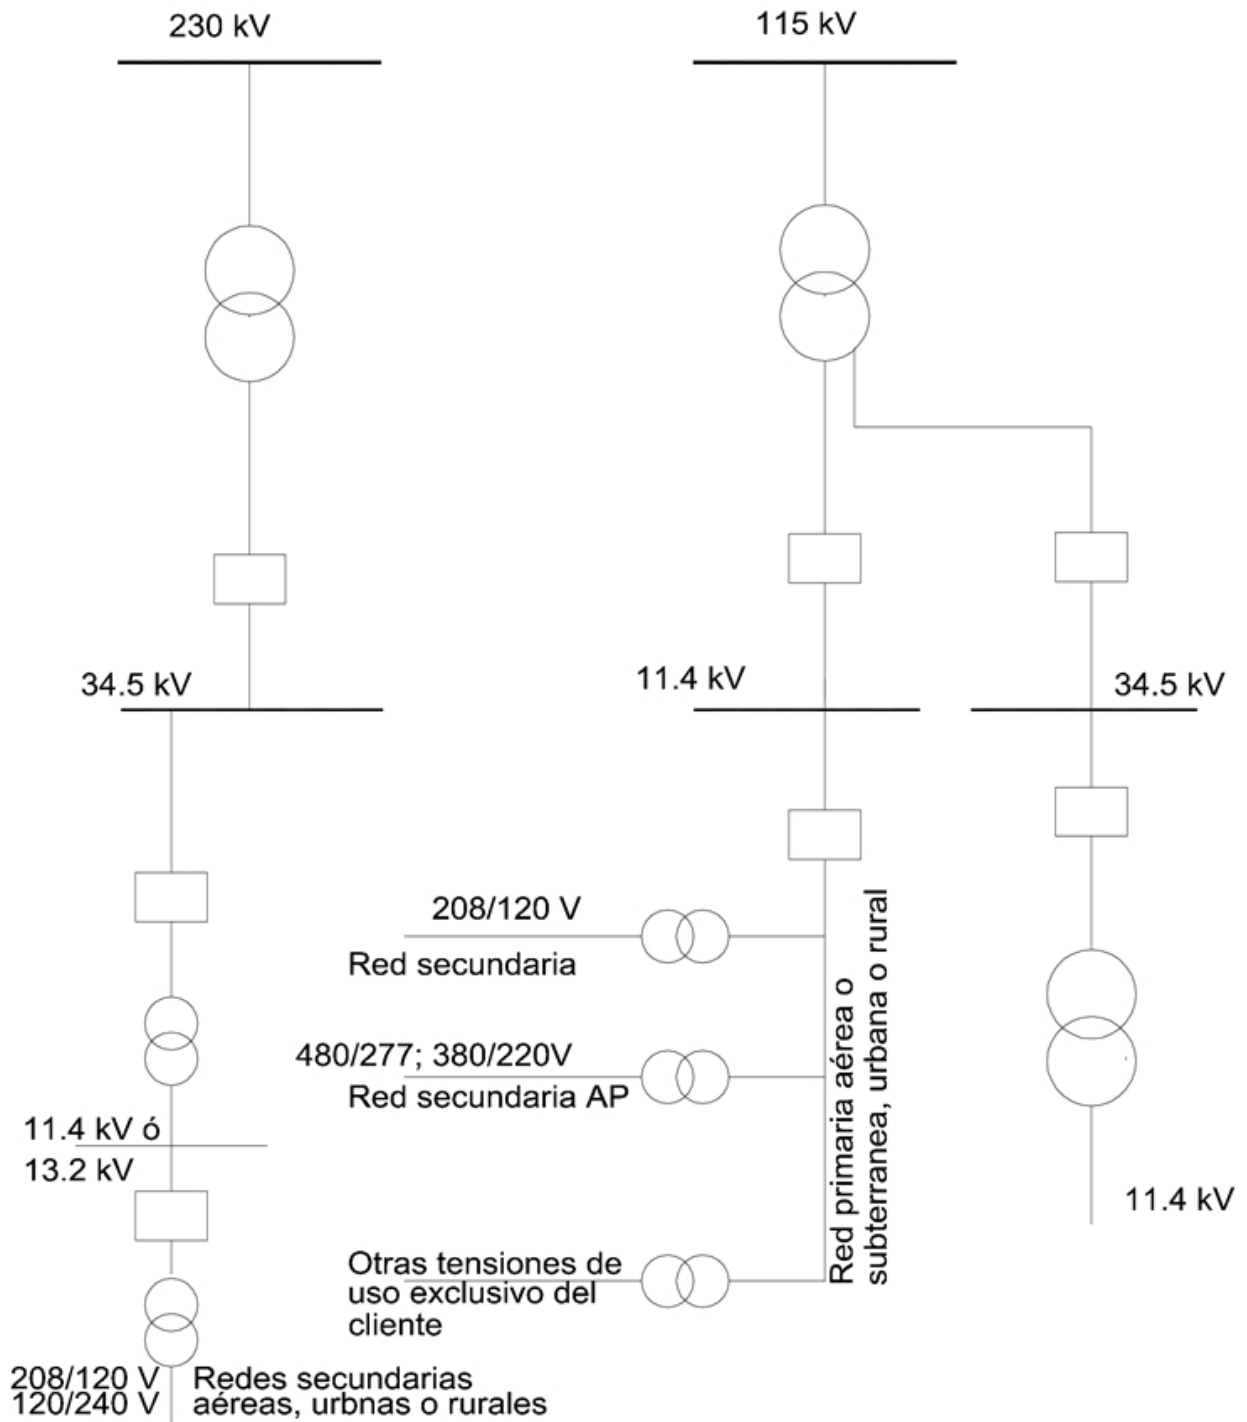 230 kV
115 kV
34.5 kV
11.4 kV
34.5 kV
208/120 V
Red secundaria
480/277; 380/220V
Red secundaria AP
Red primaria aérea o
subterranea, urbana o rural
11.4 kV ó
13.2 kV
11.4 kV
Otras tensiones de
uso exclusivo del
cliente
208/120 V
120/240 V
Redes secundarias
aéreas, urbnas o rurales